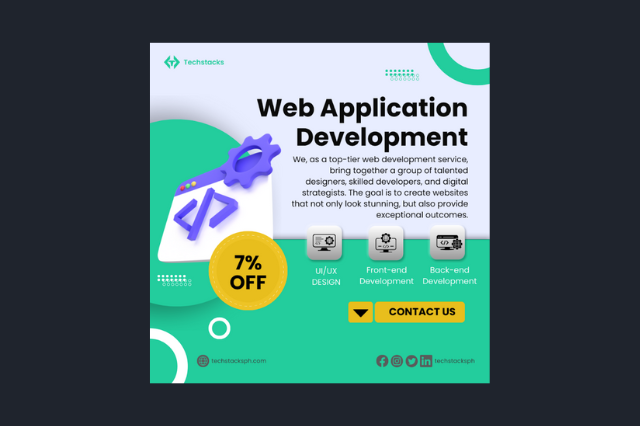 Techstacks
Web Application
Development
We, as a top-tier web development service,
bring together a group of talented
designers, skilled developers, and digital
strategists. The goal is to create websites
that not only look stunning, but also provide
exceptional outcomes.
7%
OFF
UI/UX
DESIGN
Front-end
Development
Back-end
Development
CONTACT US
techstacksph.com
techstacksph